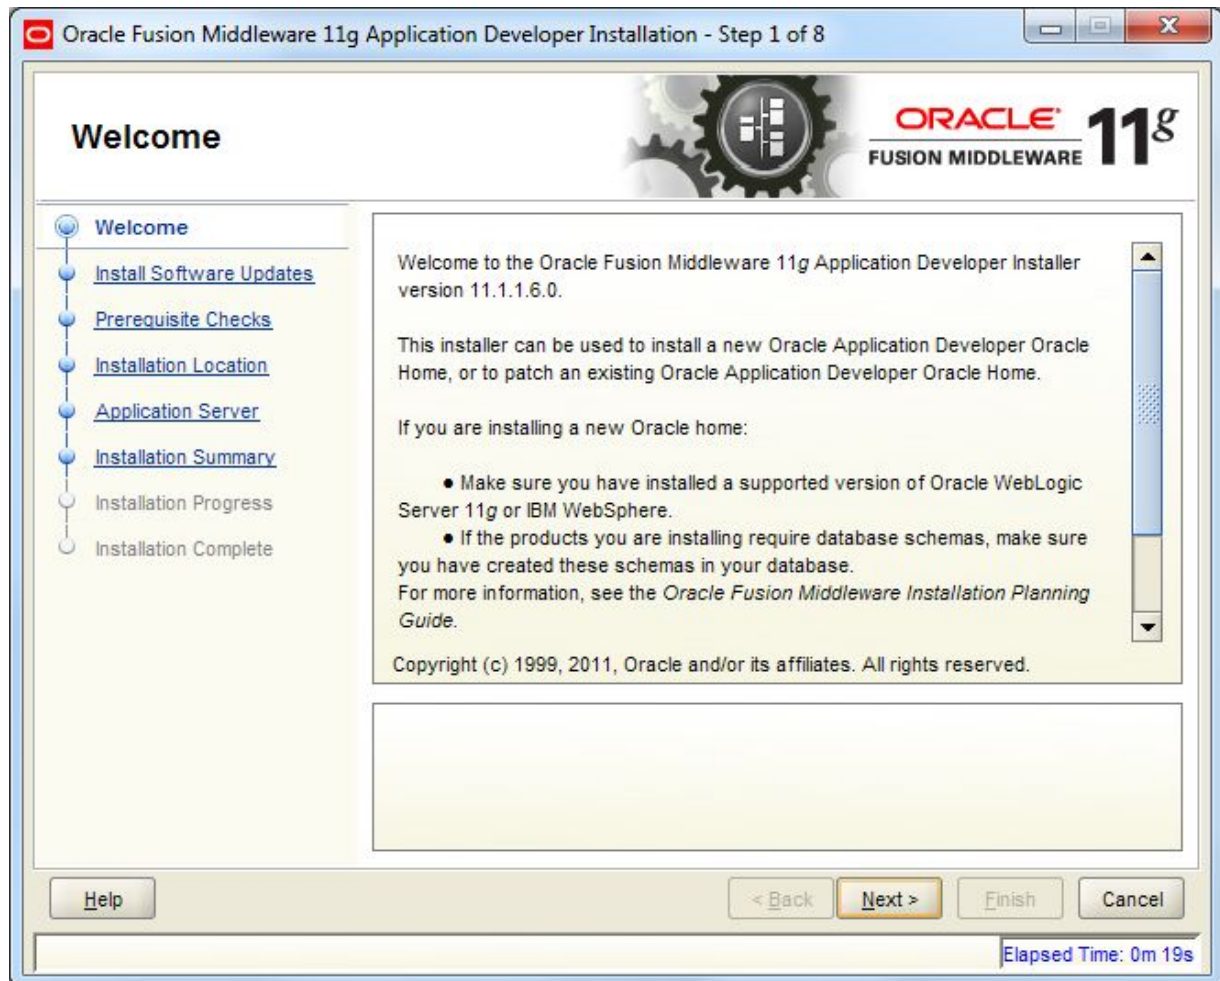 Oracle Fusion Middleware 11g Application Developer Installation - Step 1 of 8
Welcome
ORACLE®
FUSION MIDDLEWARE
11g
Welcome
Install Software Updates
Prerequisite Checks
Installation Location
Application Server
Installation Summary
Installation Progress
Installation Complete
Welcome to the Oracle Fusion Middleware 11g Application Developer Installer
version 11.1.1.6.0.
This installer can be used to install a new Oracle Application Developer Oracle
Home, or to patch an existing Oracle Application Developer Oracle Home.
If you are installing a new Oracle home:
● Make sure you have installed a supported version of Oracle WebLogic
Server 11g or IBM WebSphere.
● If the products you are installing require database schemas, make sure
you have created these schemas in your database.
For more information, see the Oracle Fusion Middleware Installation Planning
Guide.
Copyright (c) 1999, 2011, Oracle and/or its affiliates. All rights reserved.
Help
< Back
Next >
Finish
Cancel
Elapsed Time: 0m 19s